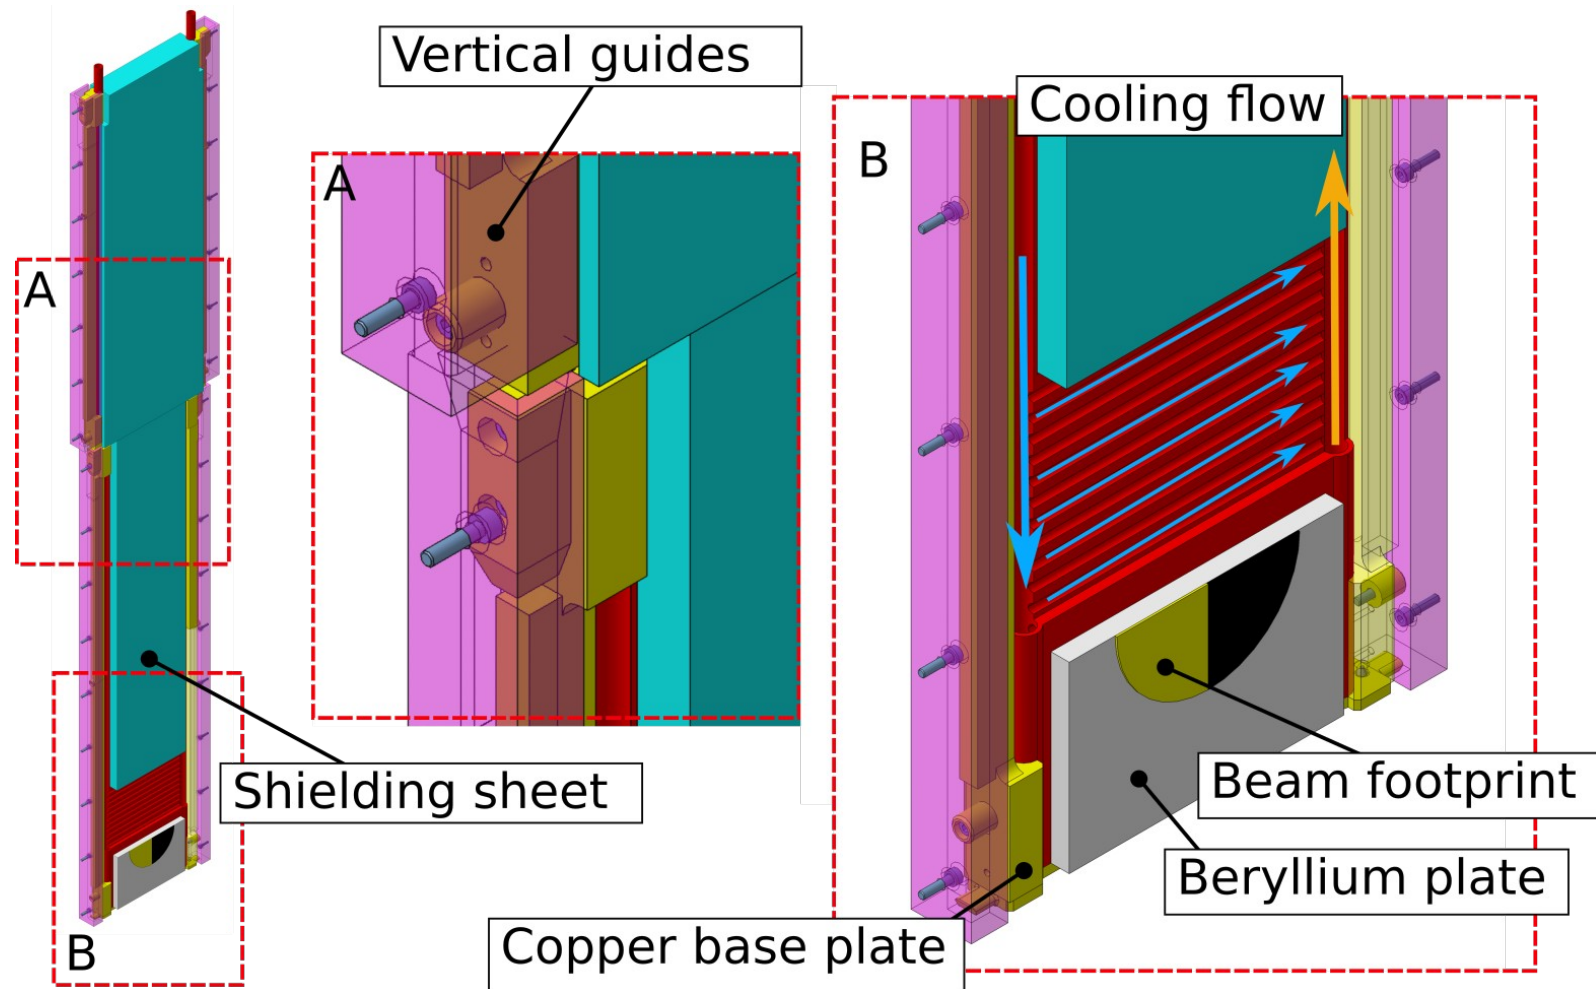 Vertical guides
Cooling flow
A
B
A
Shielding sheet
Beam footprint
Beryllium plate
Copper base plate
B